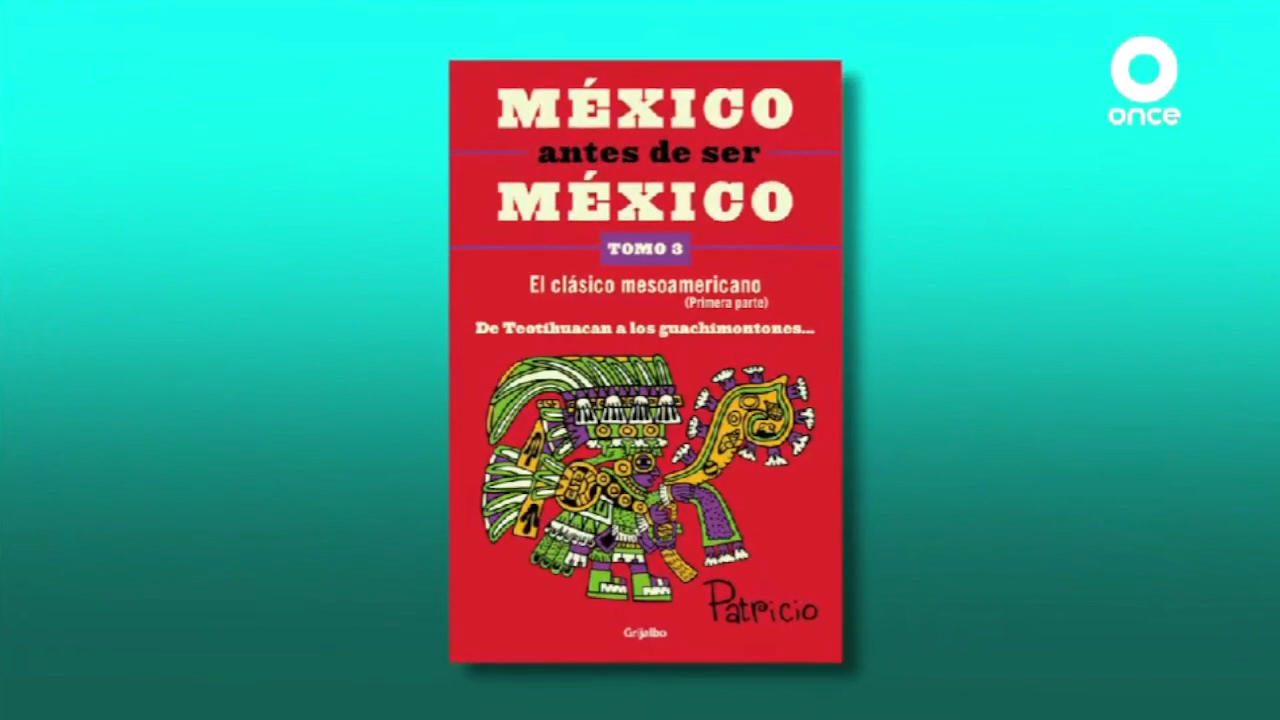 MÉXICO
antes de ser
MÉXICO
TOMO 3
El clásico mesoamericano
(Primera parte)
De Teotihuacan a los guachimontones...
Patricio
Grijalbo
once